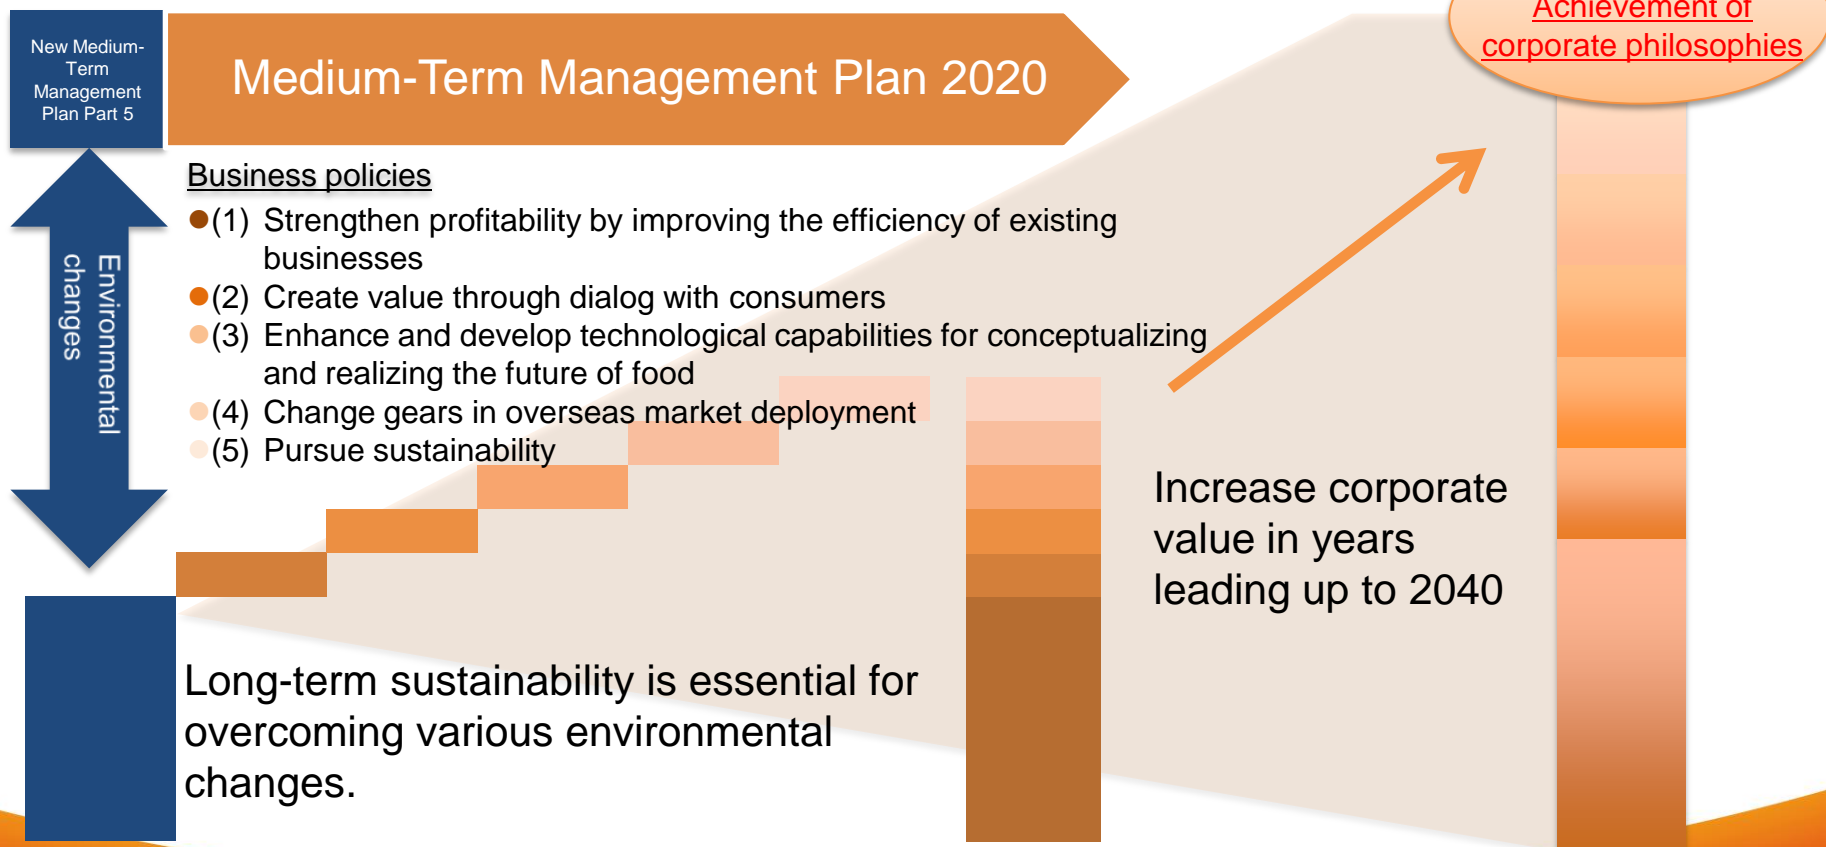 New Medium-
Term
Management
Plan Part 5
Medium-Term Management Plan 2020
Achievement of
corporate philosophies
Business policies
(1) Strengthen profitability by improving the efficiency of existing
businesses
(2) Create value through dialog with consumers
(3) Enhance and develop technological capabilities for conceptualizing
and realizing the future of food
(4) Change gears in overseas market deployment
(5) Pursue sustainability
Environmental
changes
Increase corporate
value in years
leading up to 2040
Long-term sustainability is essential for
overcoming various environmental
changes.